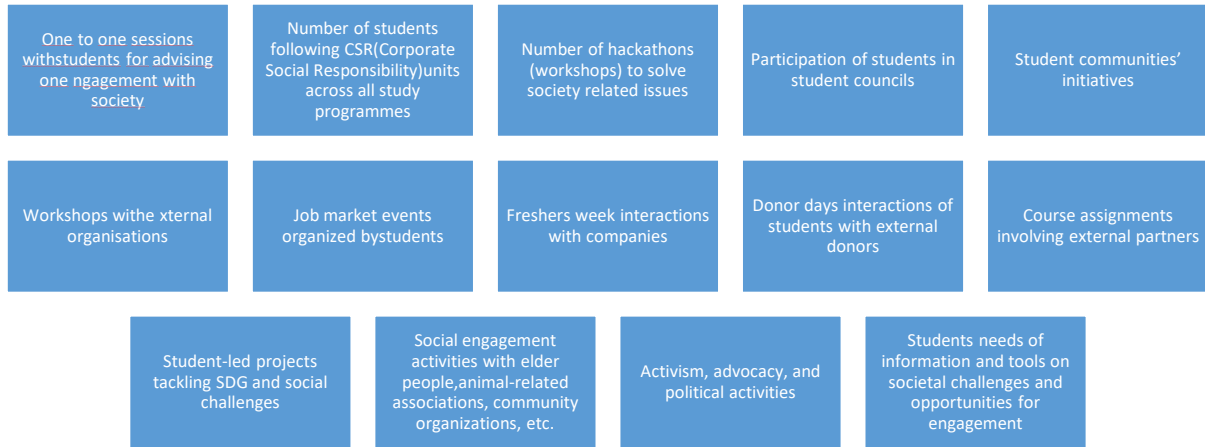 One to one sessions
withstudents for advising
one ngagement with
society
Number of students
following CSR(Corporate
Social Responsibility)units
across all study
programmes
Number of hackathons
(workshops) to solve
society related issues
Participation of students in
student councils
Student communities’
initiatives
Workshops withe xternal
organisations
Job market events
organized bystudents
Freshers week interactions
with companies
Donor days interactions of
students with external
donors
Course assignments
involving external partners
Student-led projects
tackling SDG and social
challenges
Social engagement
activities with elder
people,animal-related
associations, community
organizations, etc.
Activism, advocacy, and
political activities
Students needs of
information and tools on
societal challenges and
opportunities for
engagement